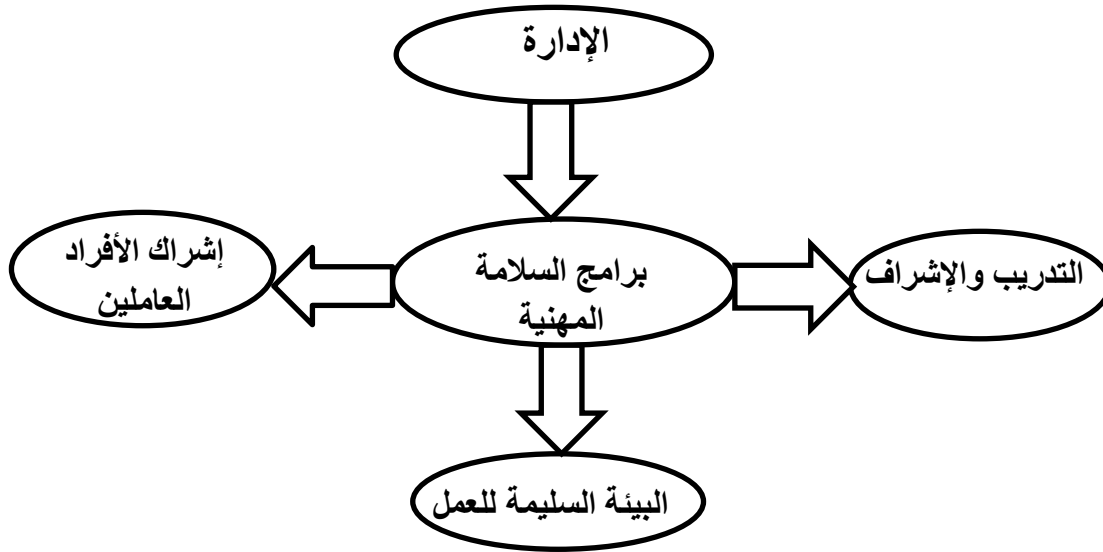 الإدارة
إشراك الأفراد
العاملين
برامج السلامة
المهنية
التدريب والإشراف
البيئة السليمة للعمل